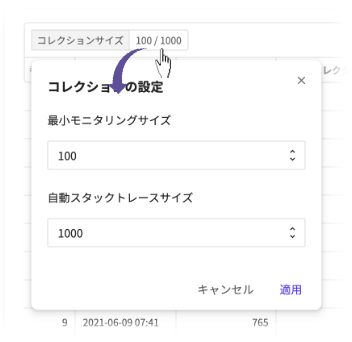 コレクションサイズ 100 / 1000
レク
コレクションの設定
最小モニタリングサイズ
100
自動スタックトレースサイズ
1000
キャンセル 適用
9 2021-06-09 07:41 765